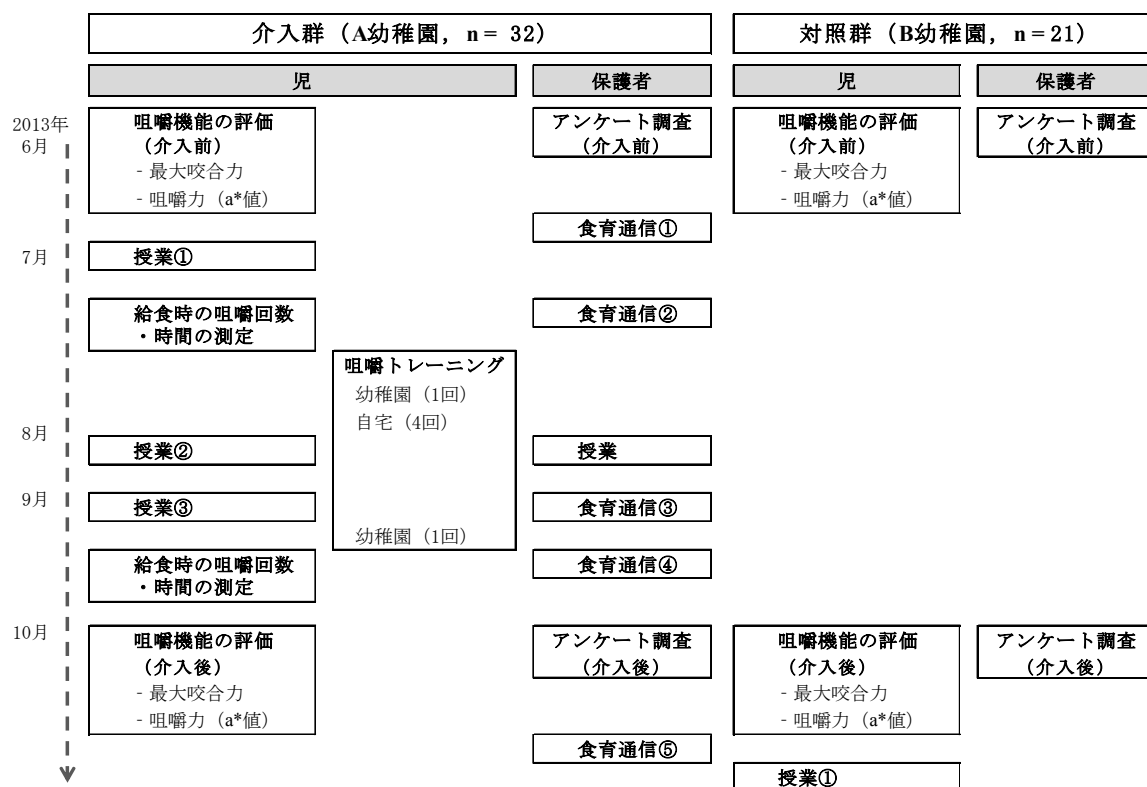 介入群（A幼稚園，n = 32）
対照群（B幼稚園，n = 21）
児
保護者
児
保護者
2013年
6月
咀嚼機能の評価
（介入前）
- 最大咬合力
- 咀嚼力（a*値）
アンケート調査
（介入前）
咀嚼機能の評価
（介入前）
- 最大咬合力
- 咀嚼力（a*値）
アンケート調査
（介入前）
食育通信①
7月
授業①
給食時の咀嚼回数
・時間の測定
食育通信②
咀嚼トレーニング
幼稚園（1回）
自宅（4回）
8月
授業②
授業
9月
授業③
食育通信③
幼稚園（1回）
給食時の咀嚼回数
・時間の測定
食育通信④
10月
咀嚼機能の評価
（介入後）
- 最大咬合力
- 咀嚼力（a*値）
アンケート調査
（介入後）
咀嚼機能の評価
（介入後）
- 最大咬合力
- 咀嚼力（a*値）
アンケート調査
（介入後）
食育通信⑤
授業①